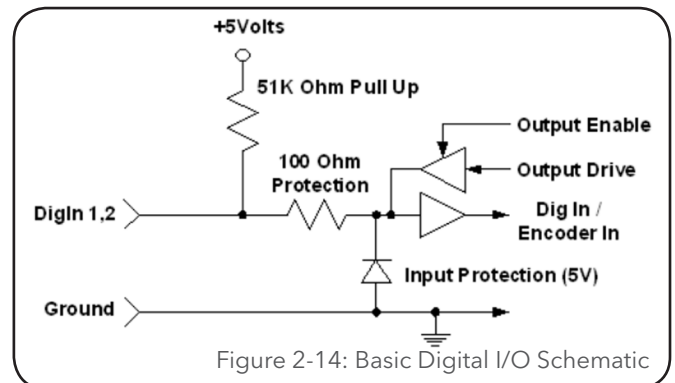 +5Volts
51K Ohm Pull Up
Output Enable
100 Ohm
Protection
Output Drive
DigIn 1,2
Dig In /
Encoder In
Input Protection (5V)
Ground
Figure 2-14: Basic Digital I/O Schematic